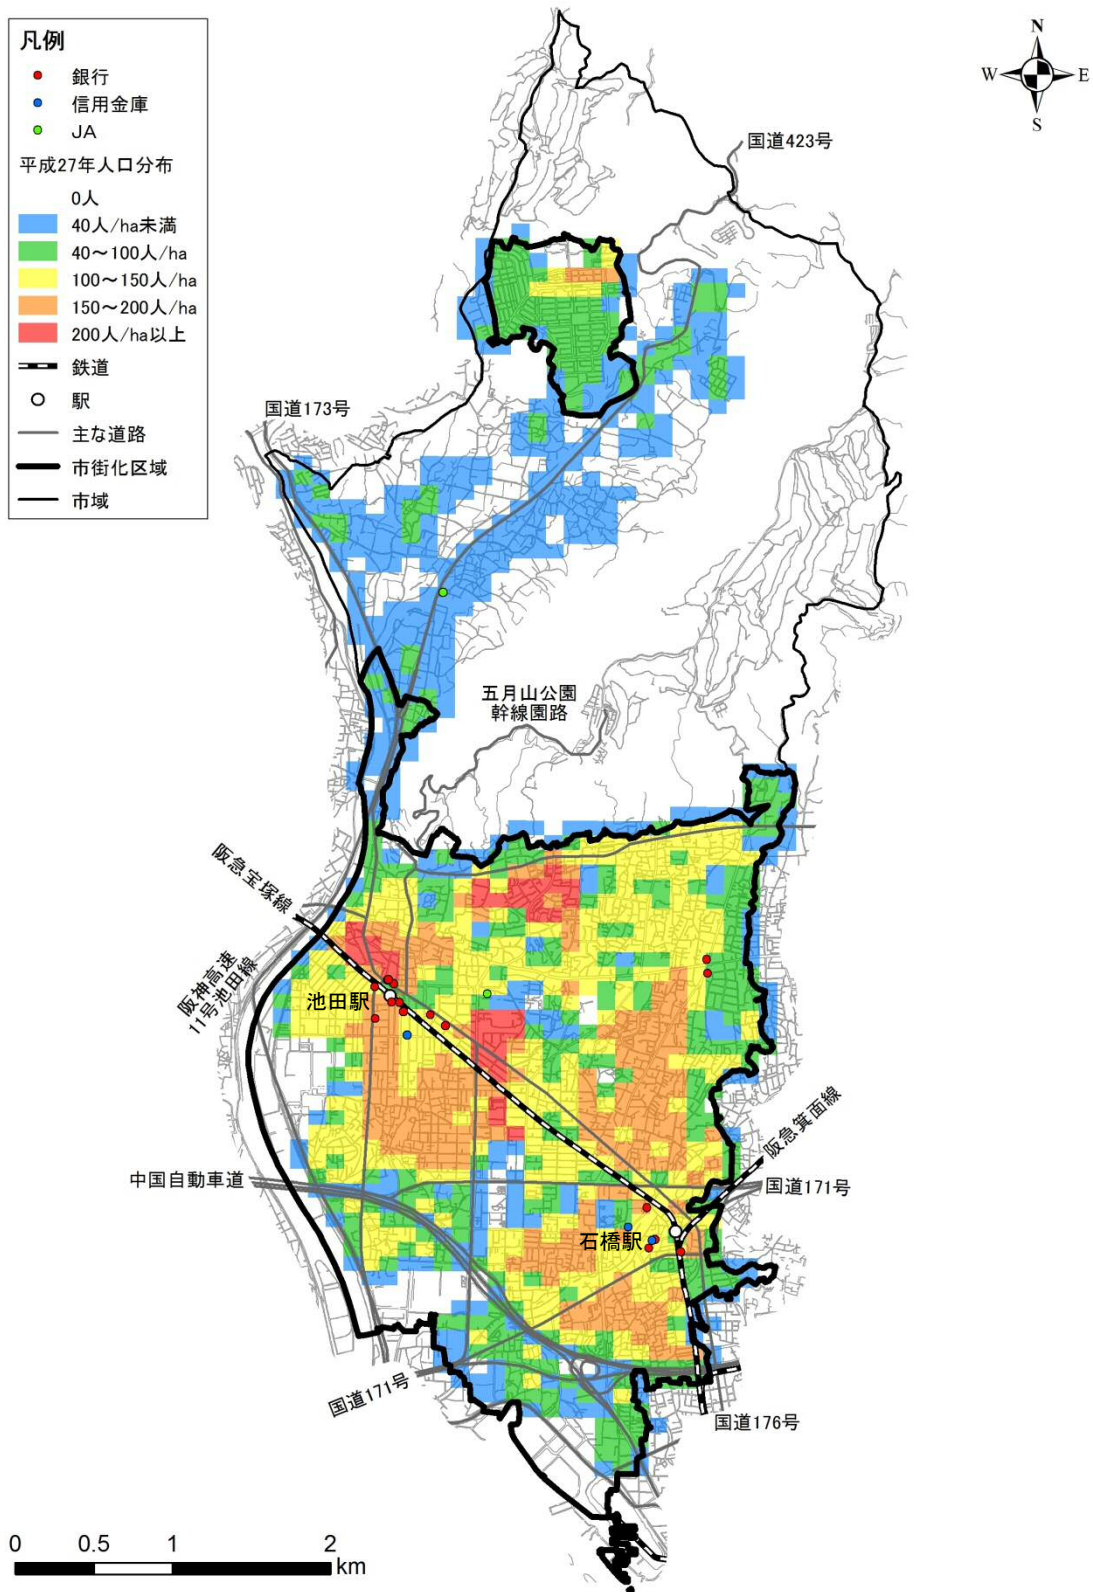 凡例
銀行
信用金庫
JA
平成27年人口分布
0人
40人/ha未満
40～100人/ha
100～150人/ha
150～200人/ha
200人/ha以上
鉄道
駅
主な道路
市街化区域
市域
N
W
E
S
国道423号
国道173号
五月山公園
幹線園路
阪急宝塚線
阪神高速
11号池田線
池田駅
阪急箕面線
中国自動車道
国道171号
石橋駅
国道171号
国道176号
0 0.5 1 2
km